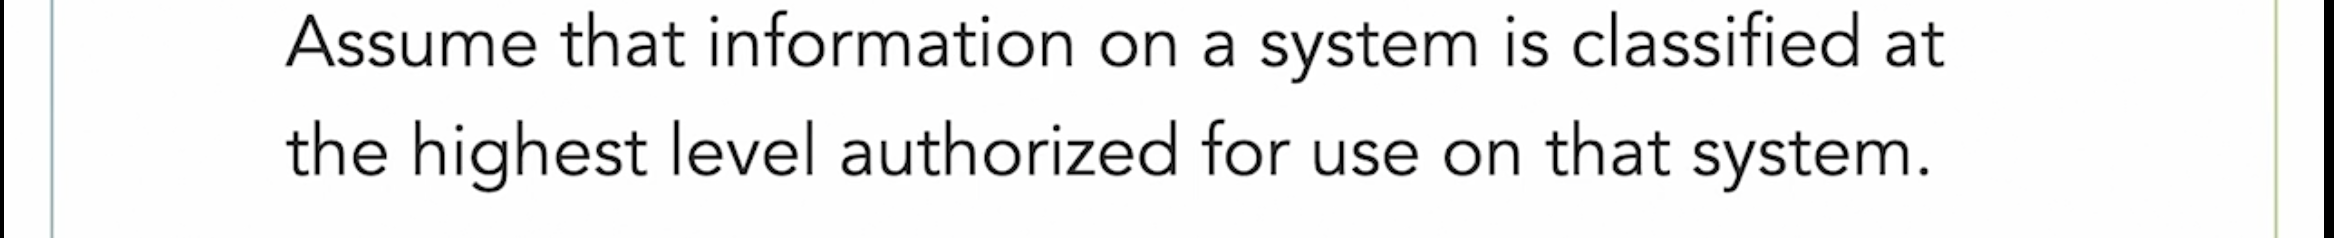 Assume that information on a system is classified at
the highest level authorized for use on that system.